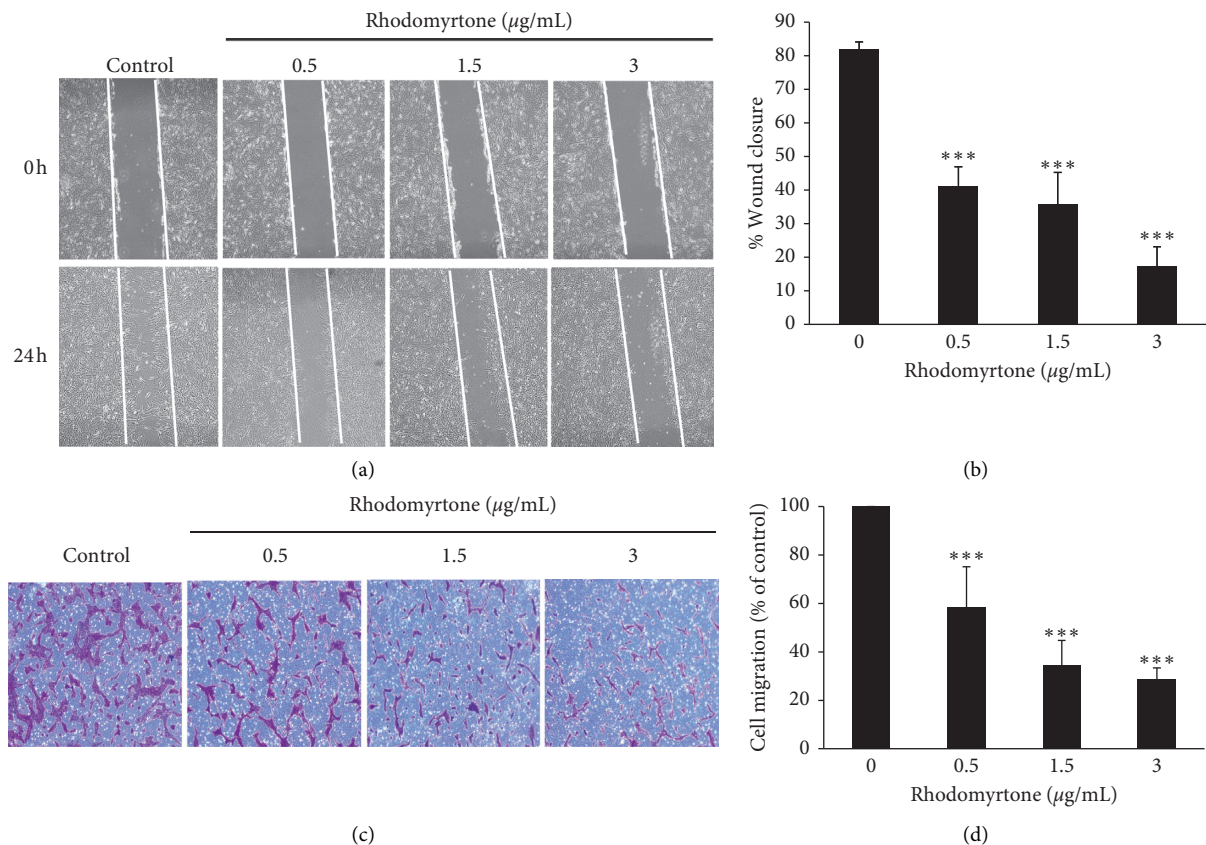 Rhodomyrtone (μg/mL)
Control 0.5 1.5 3
0 h
24 h
(a)
90
80
70
60
50
40
30
20
10
0
% Wound closure
***
***
***
0 0.5 1.5 3
Rhodomyrtone (μg/mL)
(b)
Rhodomyrtone (μg/mL)
Control 0.5 1.5 3
(c)
100
80
60
40
20
0
Cell migration (% of control)
***
***
***
0 0.5 1.5 3
Rhodomyrtone (μg/mL)
(d)